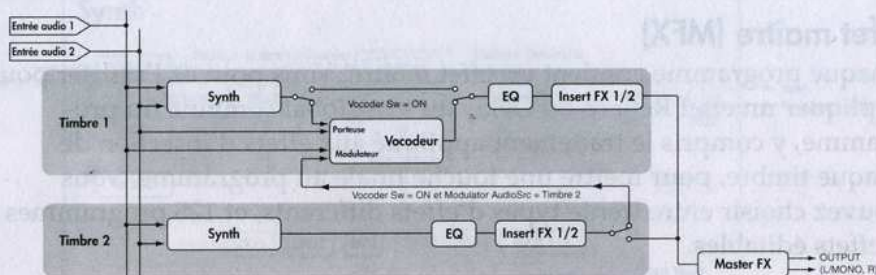 Entrée audio 1
Entrée audio 2
Timbre 1
Synth
Vocoder Sw = ON
Porteuse
Vocodeur
Modulateur
EQ
Insert FX 1/2
Vocoder Sw = ON et Modulator AudioSrc = Timbre 2
Timbre 2
Synth
EQ
Insert FX 1/2
Master FX
OUTPUT
(L/MONO, R)